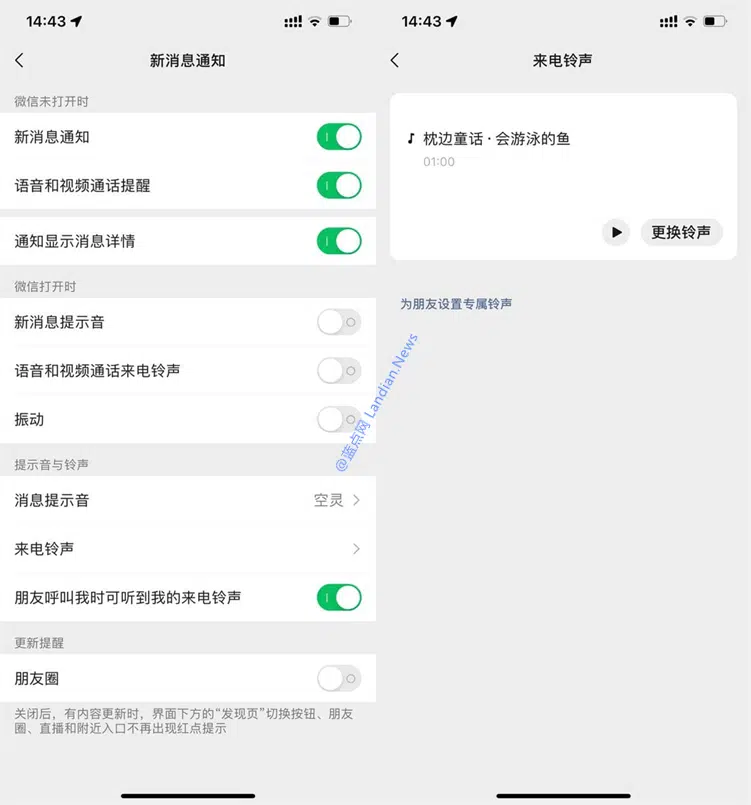 14:43
新消息通知
微信未打开时
新消息通知
语音和视频通话提醒
通知显示消息详情
微信打开时
新消息提示音
语音和视频通话来电铃声
振动
提示音与铃声
消息提示音 空灵
来电铃声
朋友呼叫我时可听到我的来电铃声
更新提醒
朋友圈
关闭后，有内容更新时，界面下方的“发现页”切换按钮、朋友
圈、直播和附近入口不再出现红点提示
14:43
来电铃声
枕边童话·会游泳的鱼
01:00
更换铃声
为朋友设置专属铃声
@蓝点网 Landian.News